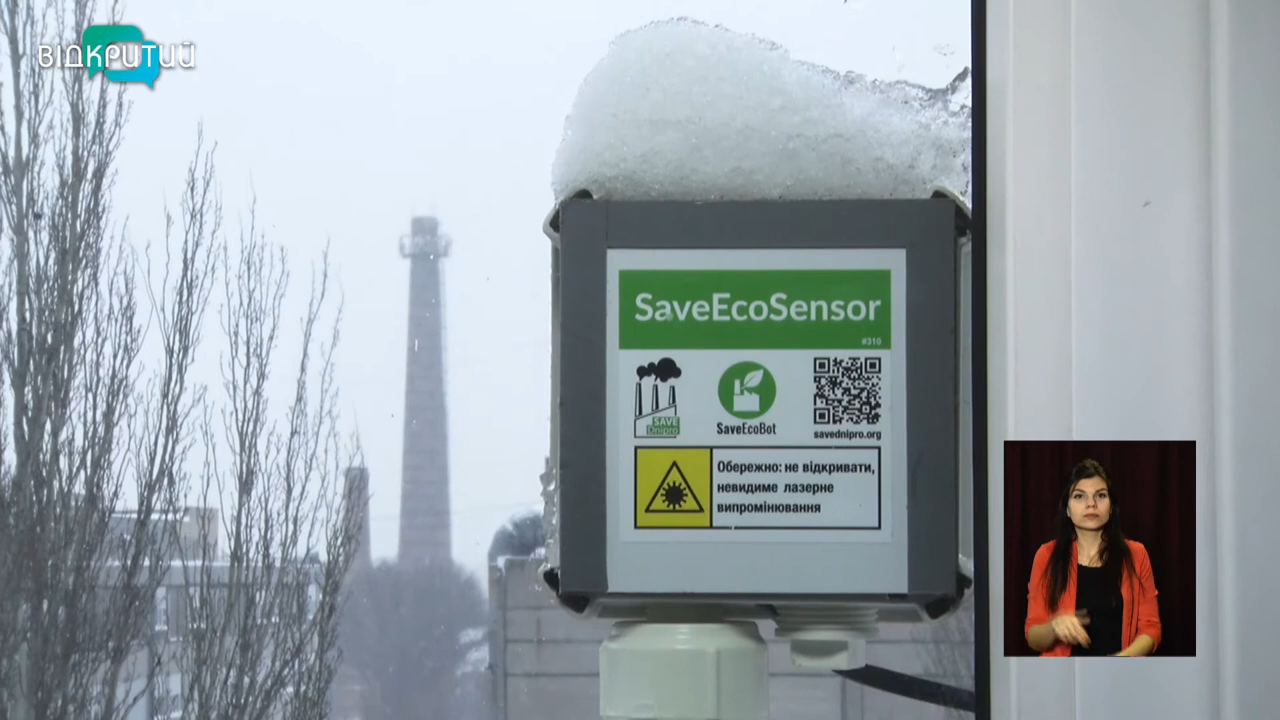 ВІДКРИТИЙ
SaveEcoSensor
#310
SAVE
Dnipro
SaveEcoBot
savednipro.org
Обережно: не відкривати,
невидиме лазерне
випромінювання